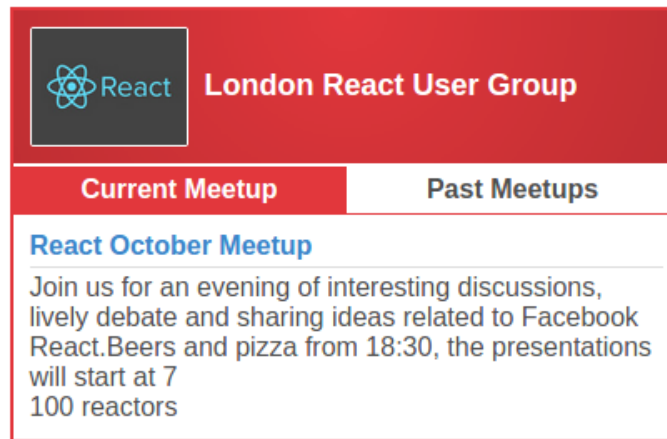 React
London React User Group
Current Meetup
Past Meetups
React October Meetup
Join us for an evening of interesting discussions,
lively debate and sharing ideas related to Facebook
React.Beers and pizza from 18:30, the presentations
will start at 7
100 reactors